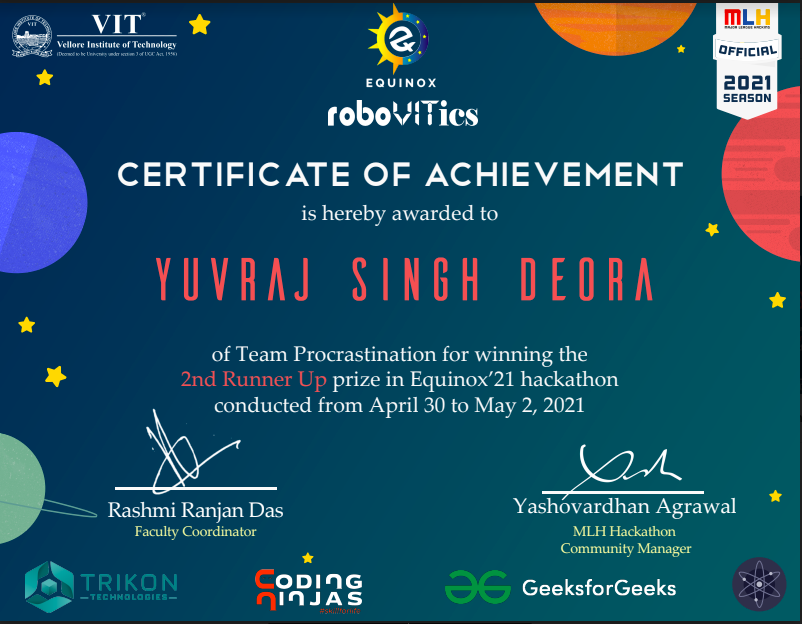 VIT®
Vellore Institute of Technology
(Deemed to be University under section 3 of UGC Act, 1956)
EQUINOX
roboVITics
MLH
MAJOR LEAGUE HACKING
OFFICIAL
2021
SEASON
CERTIFICATE OF ACHIEVEMENT
is hereby awarded to
YUVRAJ SINGH DEORA
of Team Procrastination for winning the
2nd Runner Up prize in Equinox'21 hackathon
conducted from April 30 to May 2, 2021
Rashmi Ranjan Das
Faculty Coordinator
Yashovardhan Agrawal
MLH Hackathon
Community Manager
TRIKON
TECHNOLOGIES
CODING
NINJAS
GeeksforGeeks